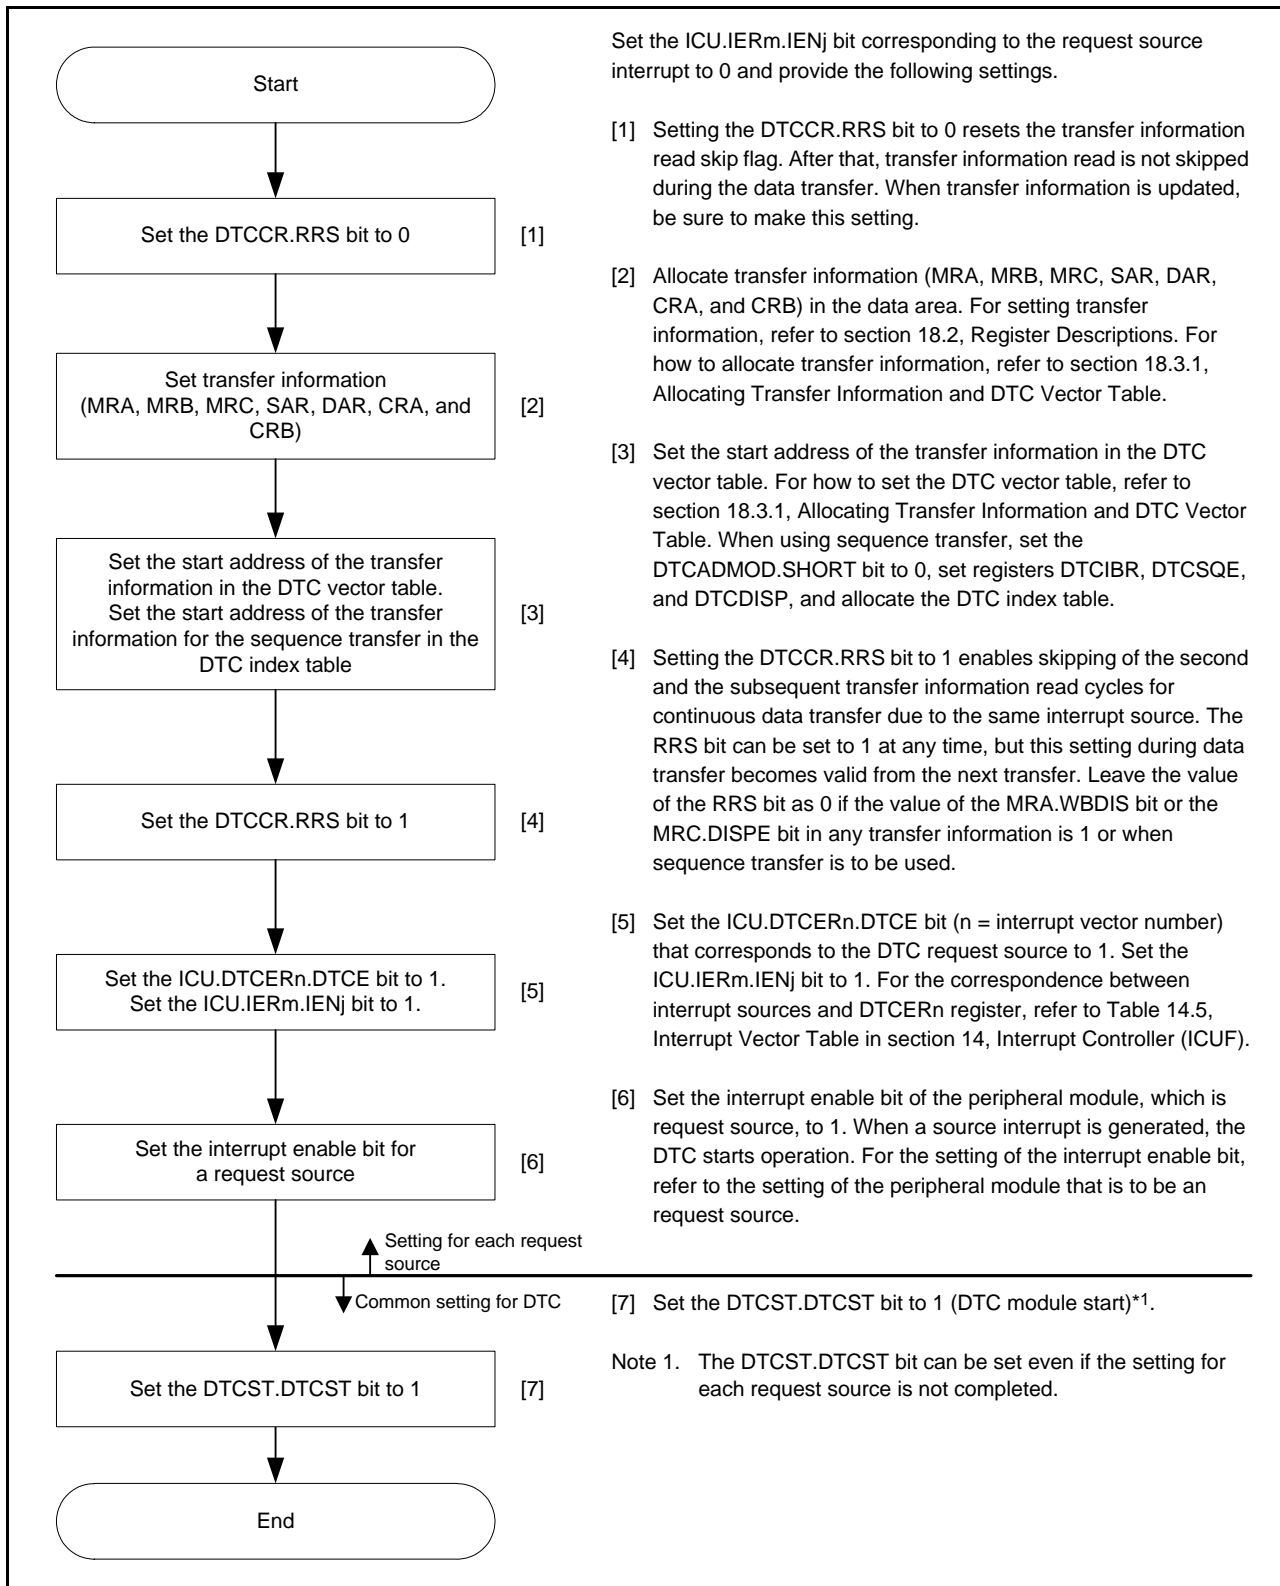 Start
Set the DTCCR.RRS bit to 0
[1]
Set transfer information
(MRA, MRB, MRC, SAR, DAR, CRA, and
CRB)
[2]
Set the start address of the transfer
information in the DTC vector table.
Set the start address of the transfer
information for the sequence transfer in the
DTC index table
[3]
Set the DTCCR.RRS bit to 1
[4]
Set the ICU.DTCERn.DTCE bit to 1.
Set the ICU.IERm.IENj bit to 1.
[5]
Set the interrupt enable bit for
a request source
[6]
Setting for each request
source
Common setting for DTC
Set the DTCST.DTCST bit to 1
[7]
End
Set the ICU.IERm.IENj bit corresponding to the request source
interrupt to 0 and provide the following settings.
[1] Setting the DTCCR.RRS bit to 0 resets the transfer information
read skip flag. After that, transfer information read is not skipped
during the data transfer. When transfer information is updated,
be sure to make this setting.
[2] Allocate transfer information (MRA, MRB, MRC, SAR, DAR,
CRA, and CRB) in the data area. For setting transfer
information, refer to section 18.2, Register Descriptions. For
how to allocate transfer information, refer to section 18.3.1,
Allocating Transfer Information and DTC Vector Table.
[3] Set the start address of the transfer information in the DTC
vector table. For how to set the DTC vector table, refer to
section 18.3.1, Allocating Transfer Information and DTC Vector
Table. When using sequence transfer, set the
DTCADMOD.SHORT bit to 0, set registers DTCIBR, DTCSQE,
and DTCDISP, and allocate the DTC index table.
[4] Setting the DTCCR.RRS bit to 1 enables skipping of the second
and the subsequent transfer information read cycles for
continuous data transfer due to the same interrupt source. The
RRS bit can be set to 1 at any time, but this setting during data
transfer becomes valid from the next transfer. Leave the value
of the RRS bit as 0 if the value of the MRA.WBDIS bit or the
MRC.DISPE bit in any transfer information is 1 or when
sequence transfer is to be used.
[5] Set the ICU.DTCERn.DTCE bit (n = interrupt vector number)
that corresponds to the DTC request source to 1. Set the
ICU.IERm.IENj bit to 1. For the correspondence between
interrupt sources and DTCERn register, refer to Table 14.5,
Interrupt Vector Table in section 14, Interrupt Controller (ICUF).
[6] Set the interrupt enable bit of the peripheral module, which is
request source, to 1. When a source interrupt is generated, the
DTC starts operation. For the setting of the interrupt enable bit,
refer to the setting of the peripheral module that is to be an
request source.
[7] Set the DTCST.DTCST bit to 1 (DTC module start)*1.
Note 1. The DTCST.DTCST bit can be set even if the setting for
each request source is not completed.